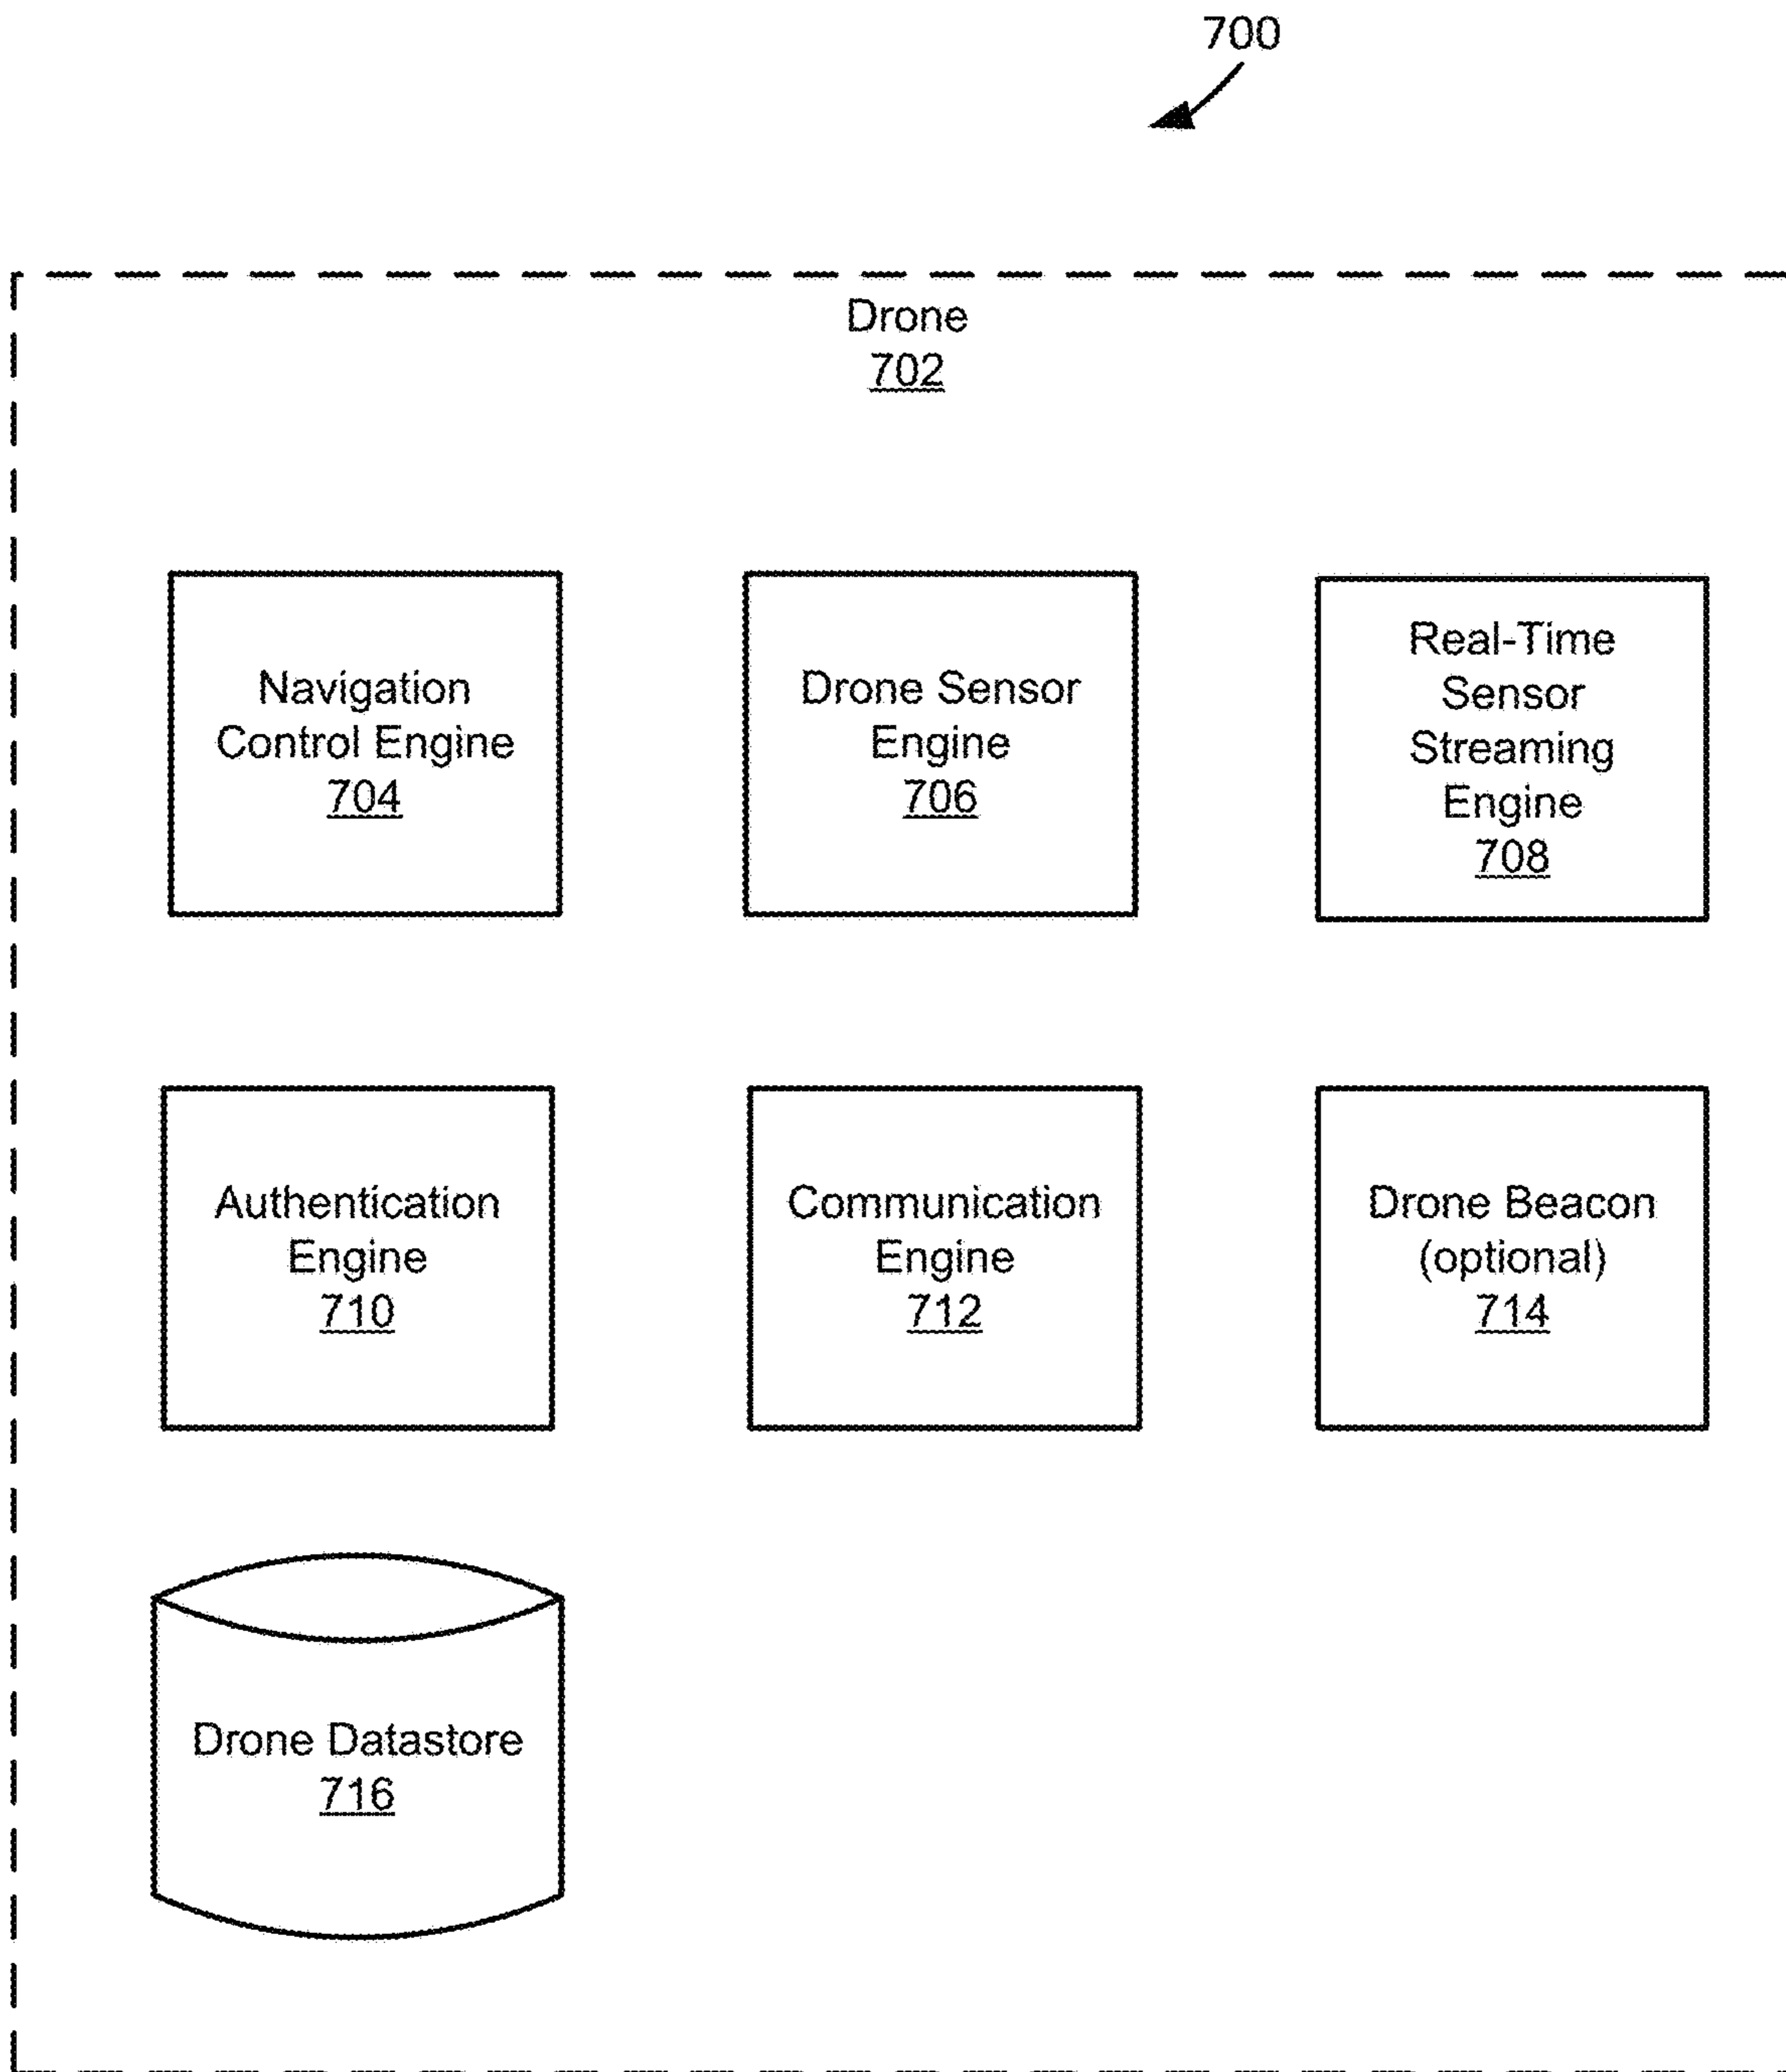 700
Drone
702
Navigation
Control Engine
704
Drone Sensor
Engine
706
Real-Time
Sensor
Streaming
Engine
708
Authentication
Engine
710
Communication
Engine
712
Drone Beacon
(optional)
714
Drone Datastore
716